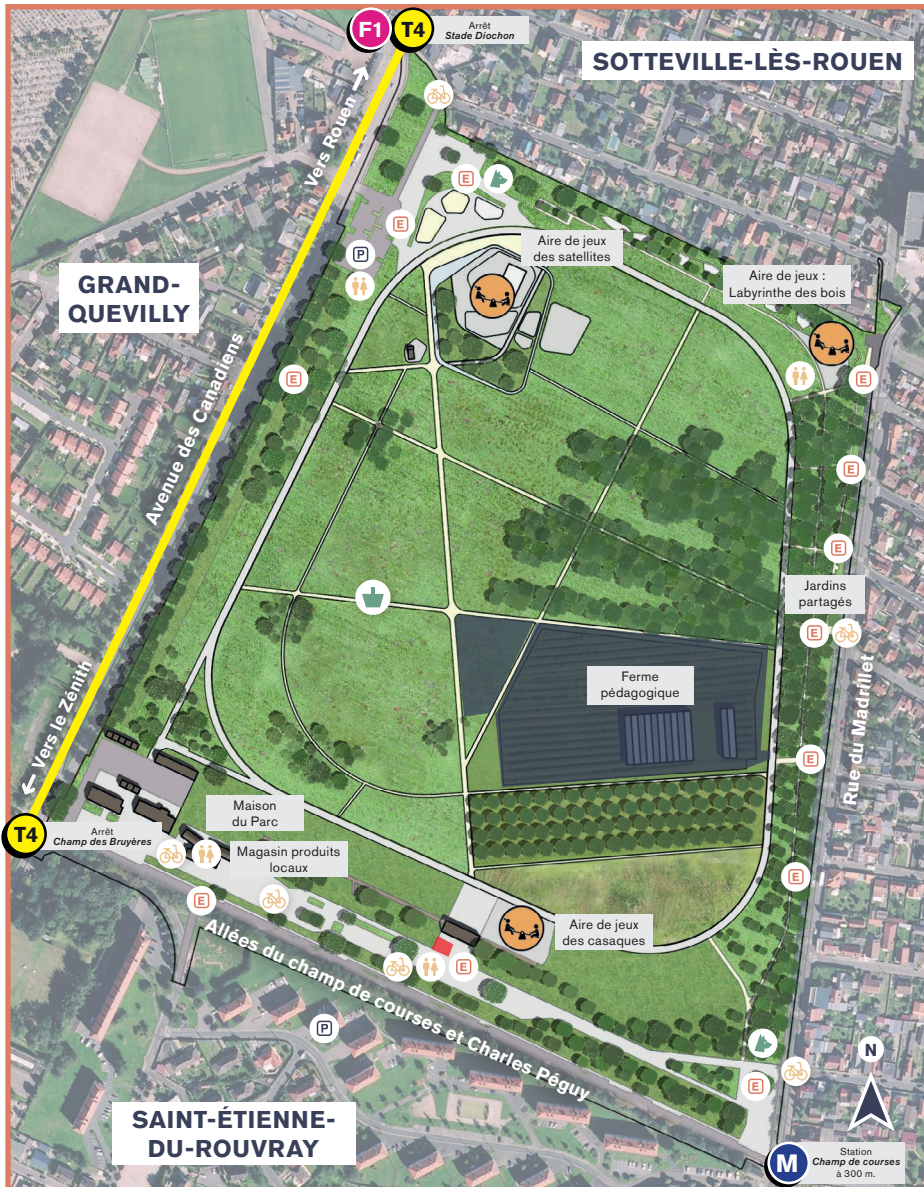 F1
T4
Arrêt
Stade Diochon
SOTTEVILLE-LÈS-ROUEN
Vers Rouen →
E
E
P
Aire de jeux
des satellites
Aire de jeux :
Labyrinthe des bois
GRAND-
QUEVILLY
E
E
E
E
Avenue des Canadiens
Jardins
partagés
E
Ferme
pédagogique
Rue du Madrillet
E
← Vers le Zénith
T4
Arrêt
Champ des Bruyères
Maison
du Parc
Magasin produits
locaux
E
E
Aire de jeux
des casaques
E
Allées du champ de courses et Charles Péguy
P
E
N
SAINT-ÉTIENNE-
DU-ROUVRAY
M
Station
Champ de courses
à 300 m.